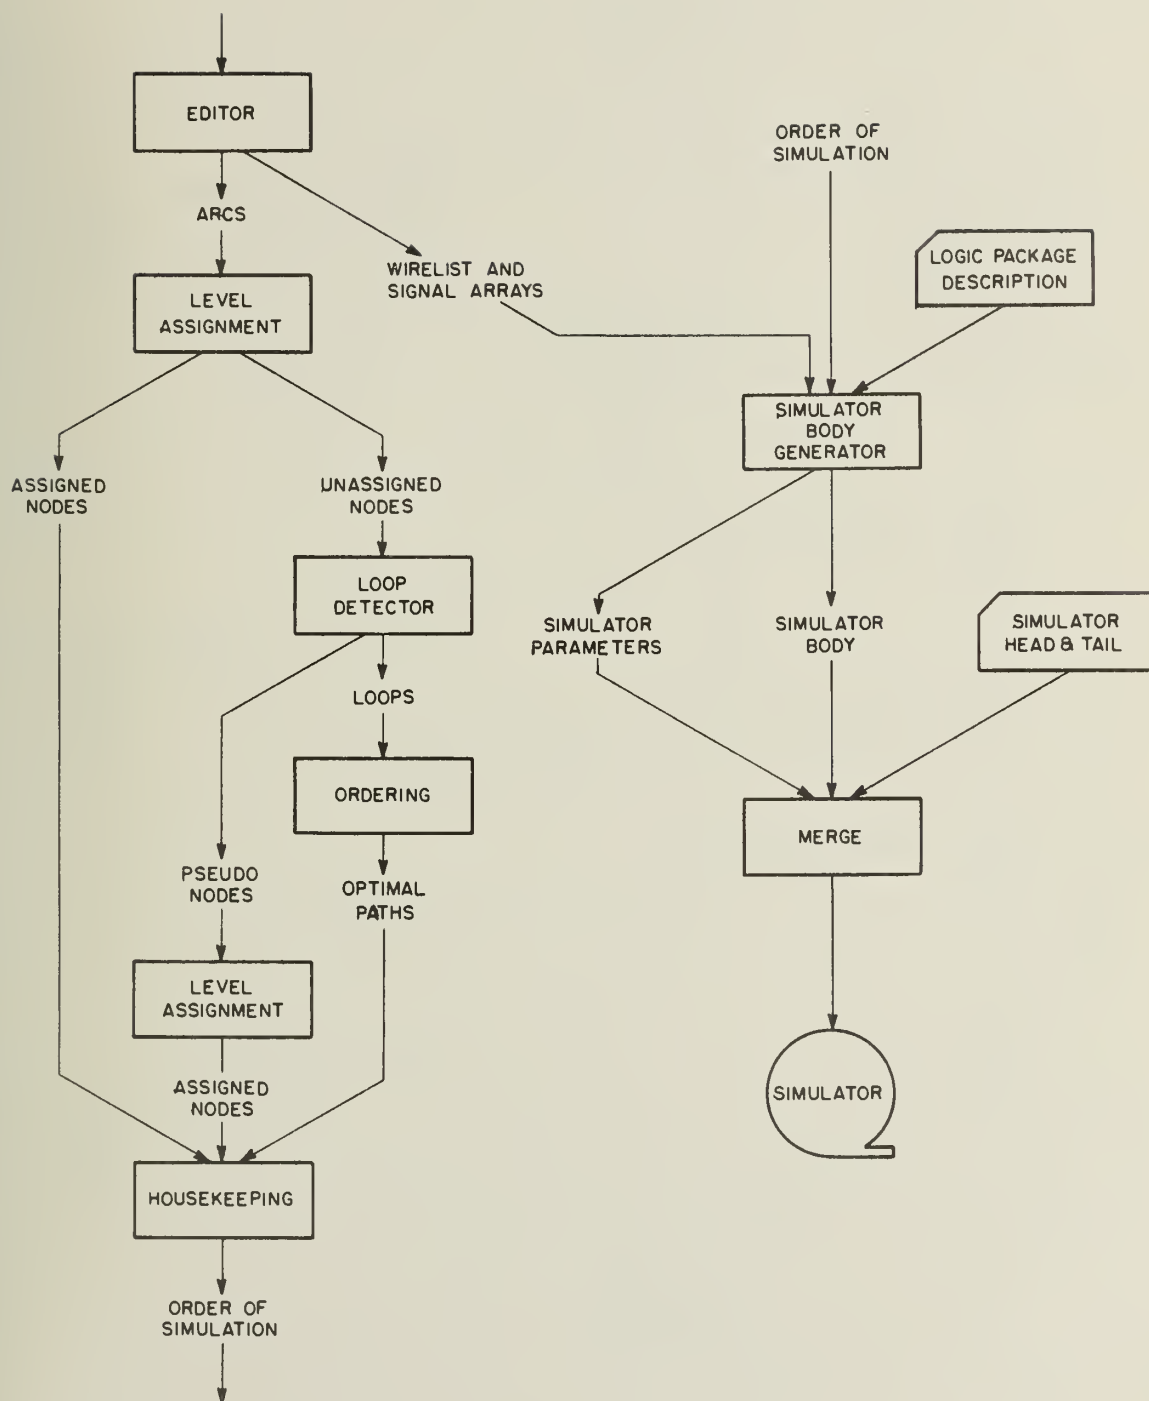 EDITOR
ARCS
LEVEL
ASSIGNMENT
WIRELIST AND
SIGNAL ARRAYS
ASSIGNED
NODES
UNASSIGNED
NODES
LOOP
DETECTOR
LOOPS
ORDERING
PSEUDO
NODES
OPTIMAL
PATHS
LEVEL
ASSIGNMENT
ASSIGNED
NODES
HOUSEKEEPING
ORDER OF
SIMULATION
ORDER OF
SIMULATION
LOGIC PACKAGE
DESCRIPTION
SIMULATOR
BODY
GENERATOR
SIMULATOR
PARAMETERS
SIMULATOR
BODY
SIMULATOR
HEAD & TAIL
MERGE
SIMULATOR